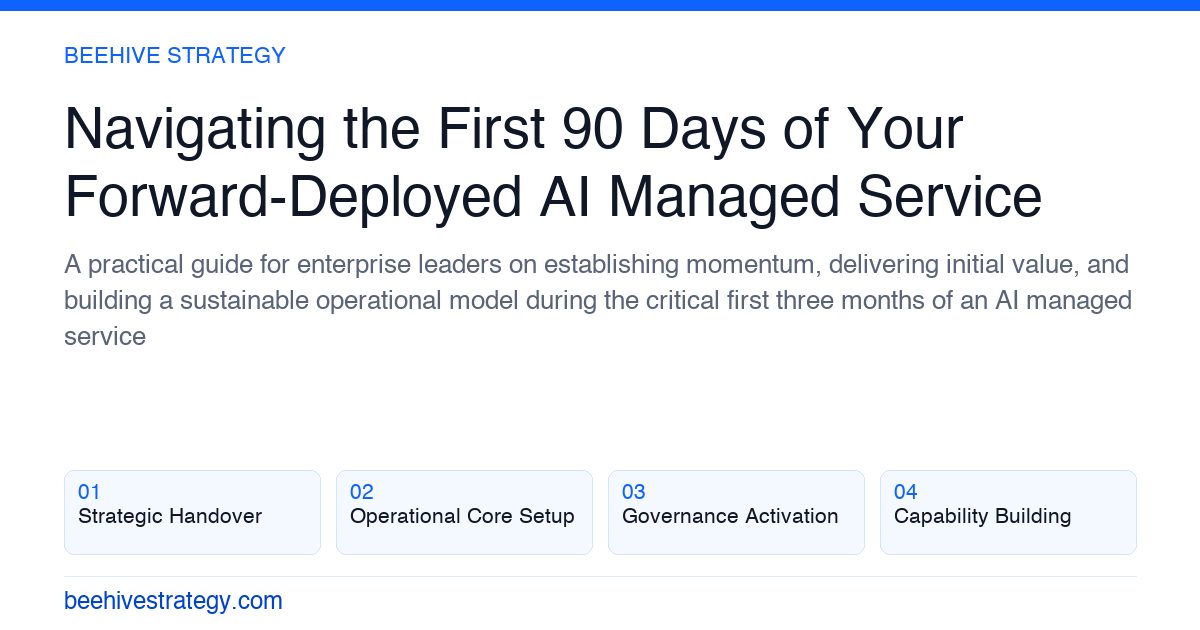 BEEHIVE STRATEGY
Navigating the First 90 Days of Your
Forward-Deployed AI Managed Service
A practical guide for enterprise leaders on establishing momentum, delivering initial value, and
building a sustainable operational model during the critical first three months of an AI managed
service
01
Strategic Handover
02
Operational Core Setup
03
Governance Activation
04
Capability Building
beehivestrategy.com